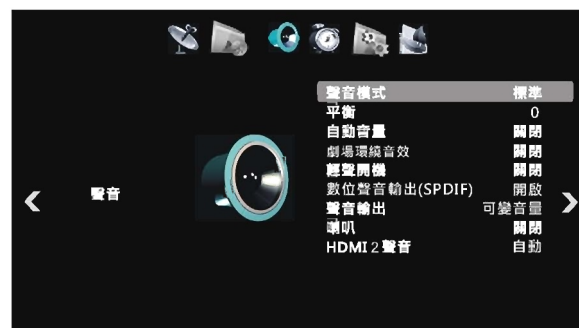 聲音
聲音模式 標準
平衡 0
自動音量 關閉
劇場環繞音效 關閉
輕聲開機 關閉
數位聲音輸出(SPDIF) 開啟
聲音輸出 可變音量
喇叭 關閉
HDMI 2 聲音 自動